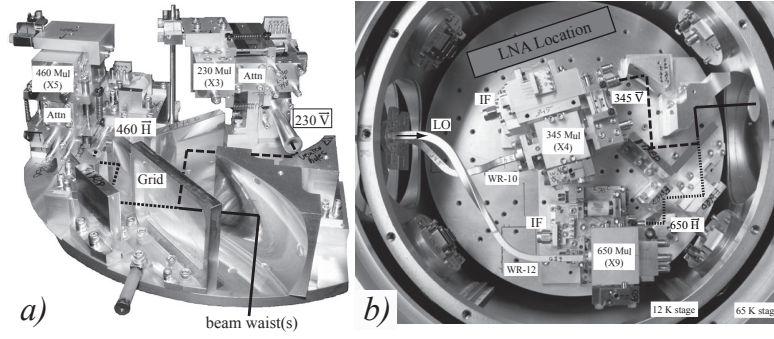 460 Mul
(X5)
Attn
460 H
230 Mul
(X3)
Attn
230 V
Grid
a)
beam waist(s)
LNA Location
IF
LO
345 Mul
(X4)
345 V
WR-10
IF
WR-12
650 Mul
(X9)
650 H
b)
12 K stage
65 K stage